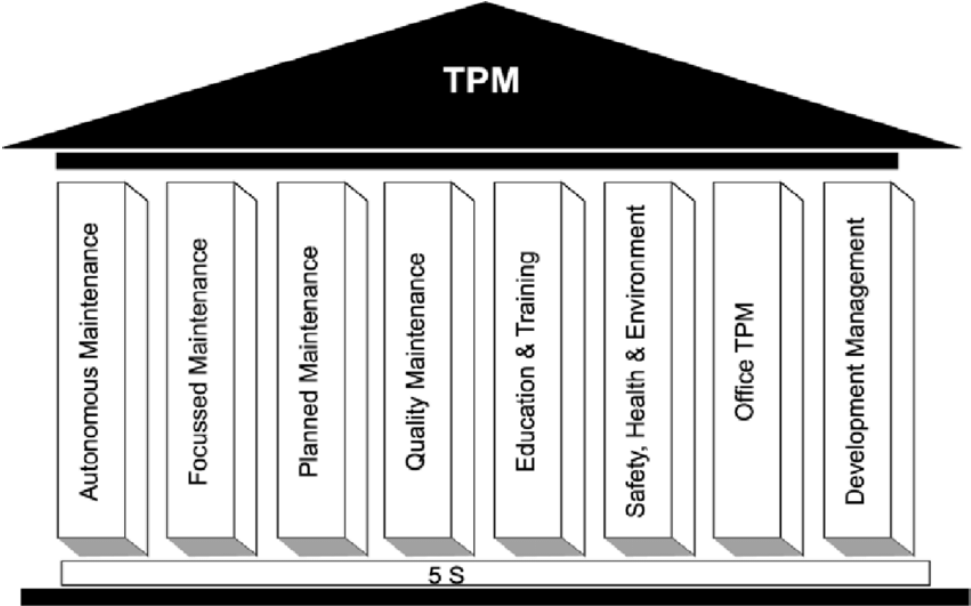 TPM
Autonomous Maintenance
Focussed Maintenance
Planned Maintenance
Quality Maintenance
Education & Training
Safety, Health & Environment
Office TPM
Development Management
5 S